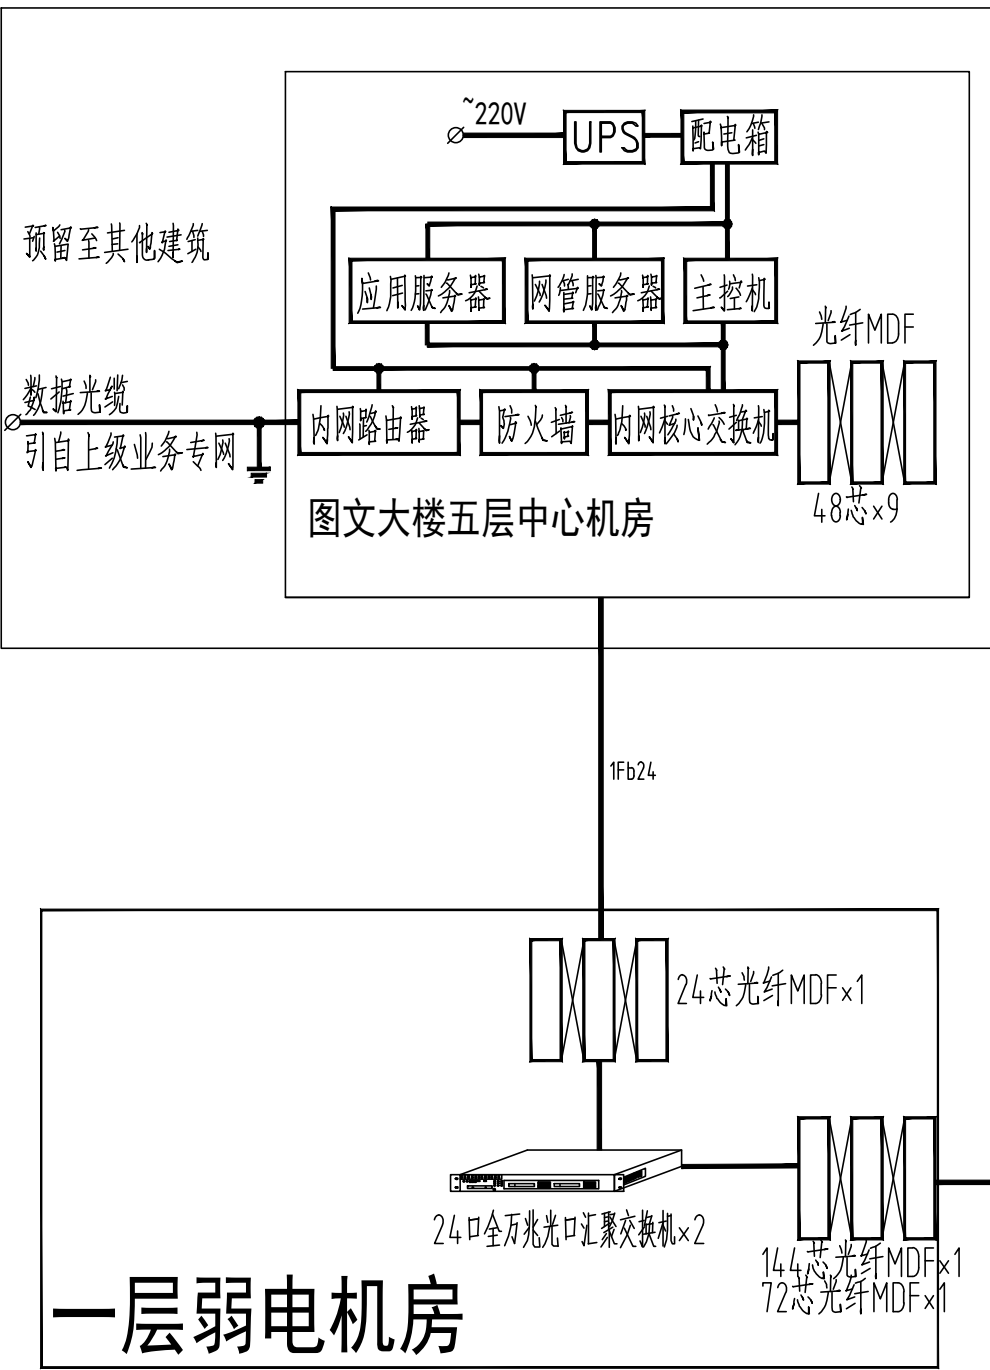 ~220V
UPS
配电箱
预留至其他建筑
应用服务器
网管服务器
主控机
光纤MDF
数据光缆
引自上级业务专网
内网路由器
防火墙
内网核心交换机
48芯x9
图文大楼五层中心机房
1Fb24
24芯光纤MDFx1
24口全万兆光口汇聚交换机x2
144芯光纤MDFx1
72芯光纤MDFx1
一层弱电机房